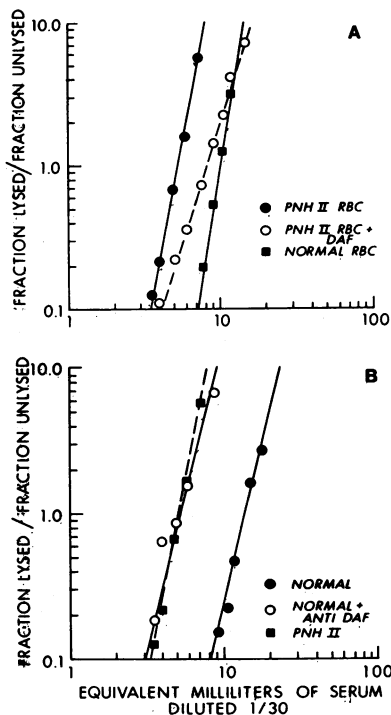 A
FRACTION LYSED/FRACTION UNLYSED
10.0
1.0
0.1
1
10
100
PNH II RBC
PNH II RBC +
DAF
NORMAL RBC
B
FRACTION LYSED / FRACTION UNLYSED
10.0
1.0
0.1
1
10
100
NORMAL
NORMAL +
ANTI DAF
PNH II
EQUIVALENT MILLILITERS OF SERUM
DILUTED 1/30